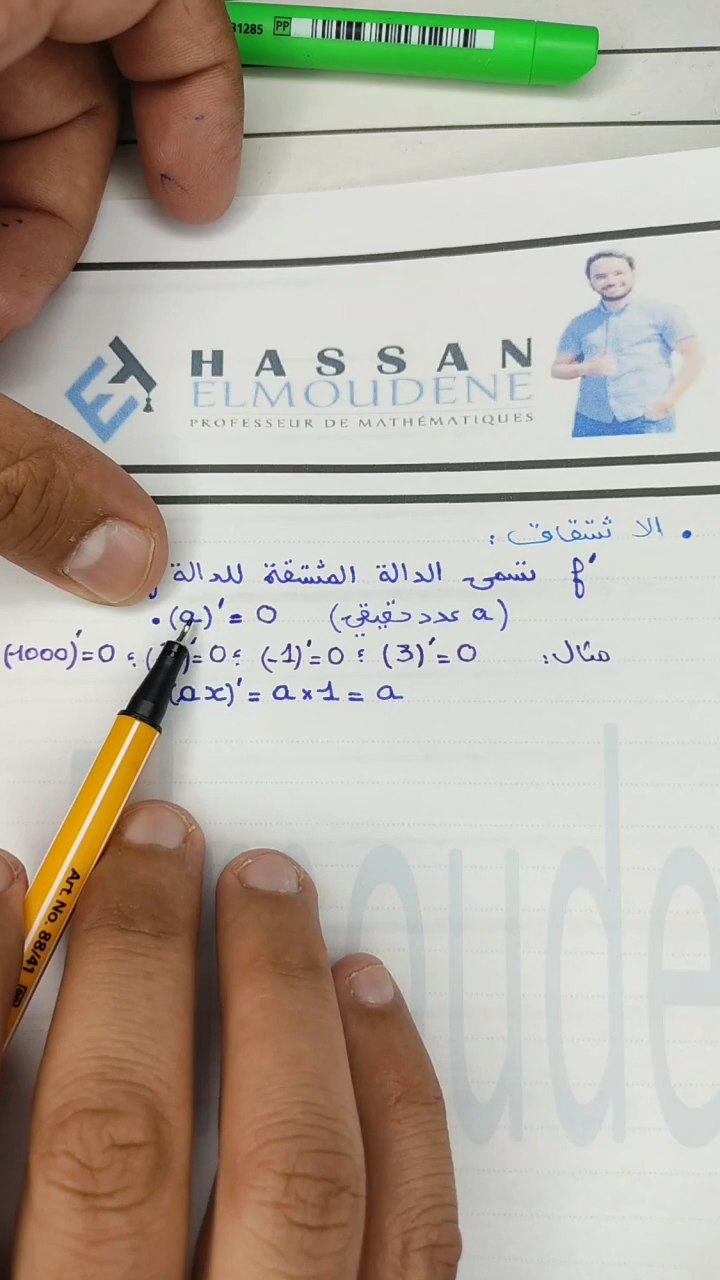 31285 PP
HASSAN
ELMOUDENE
PROFESSEUR DE MATHÉMATIQUES
• الاشتقاق :
f' تسمى الدالة المشتقة للدالة
• (a)' = 0 (a عدد حقيقي)
مثال: (3)' = 0 ؛ (-1)' = 0 ؛ ( )' = 0 ؛ (-1000)' = 0
(ax)' = a × 1 = a
Art. No. 88/41
oude